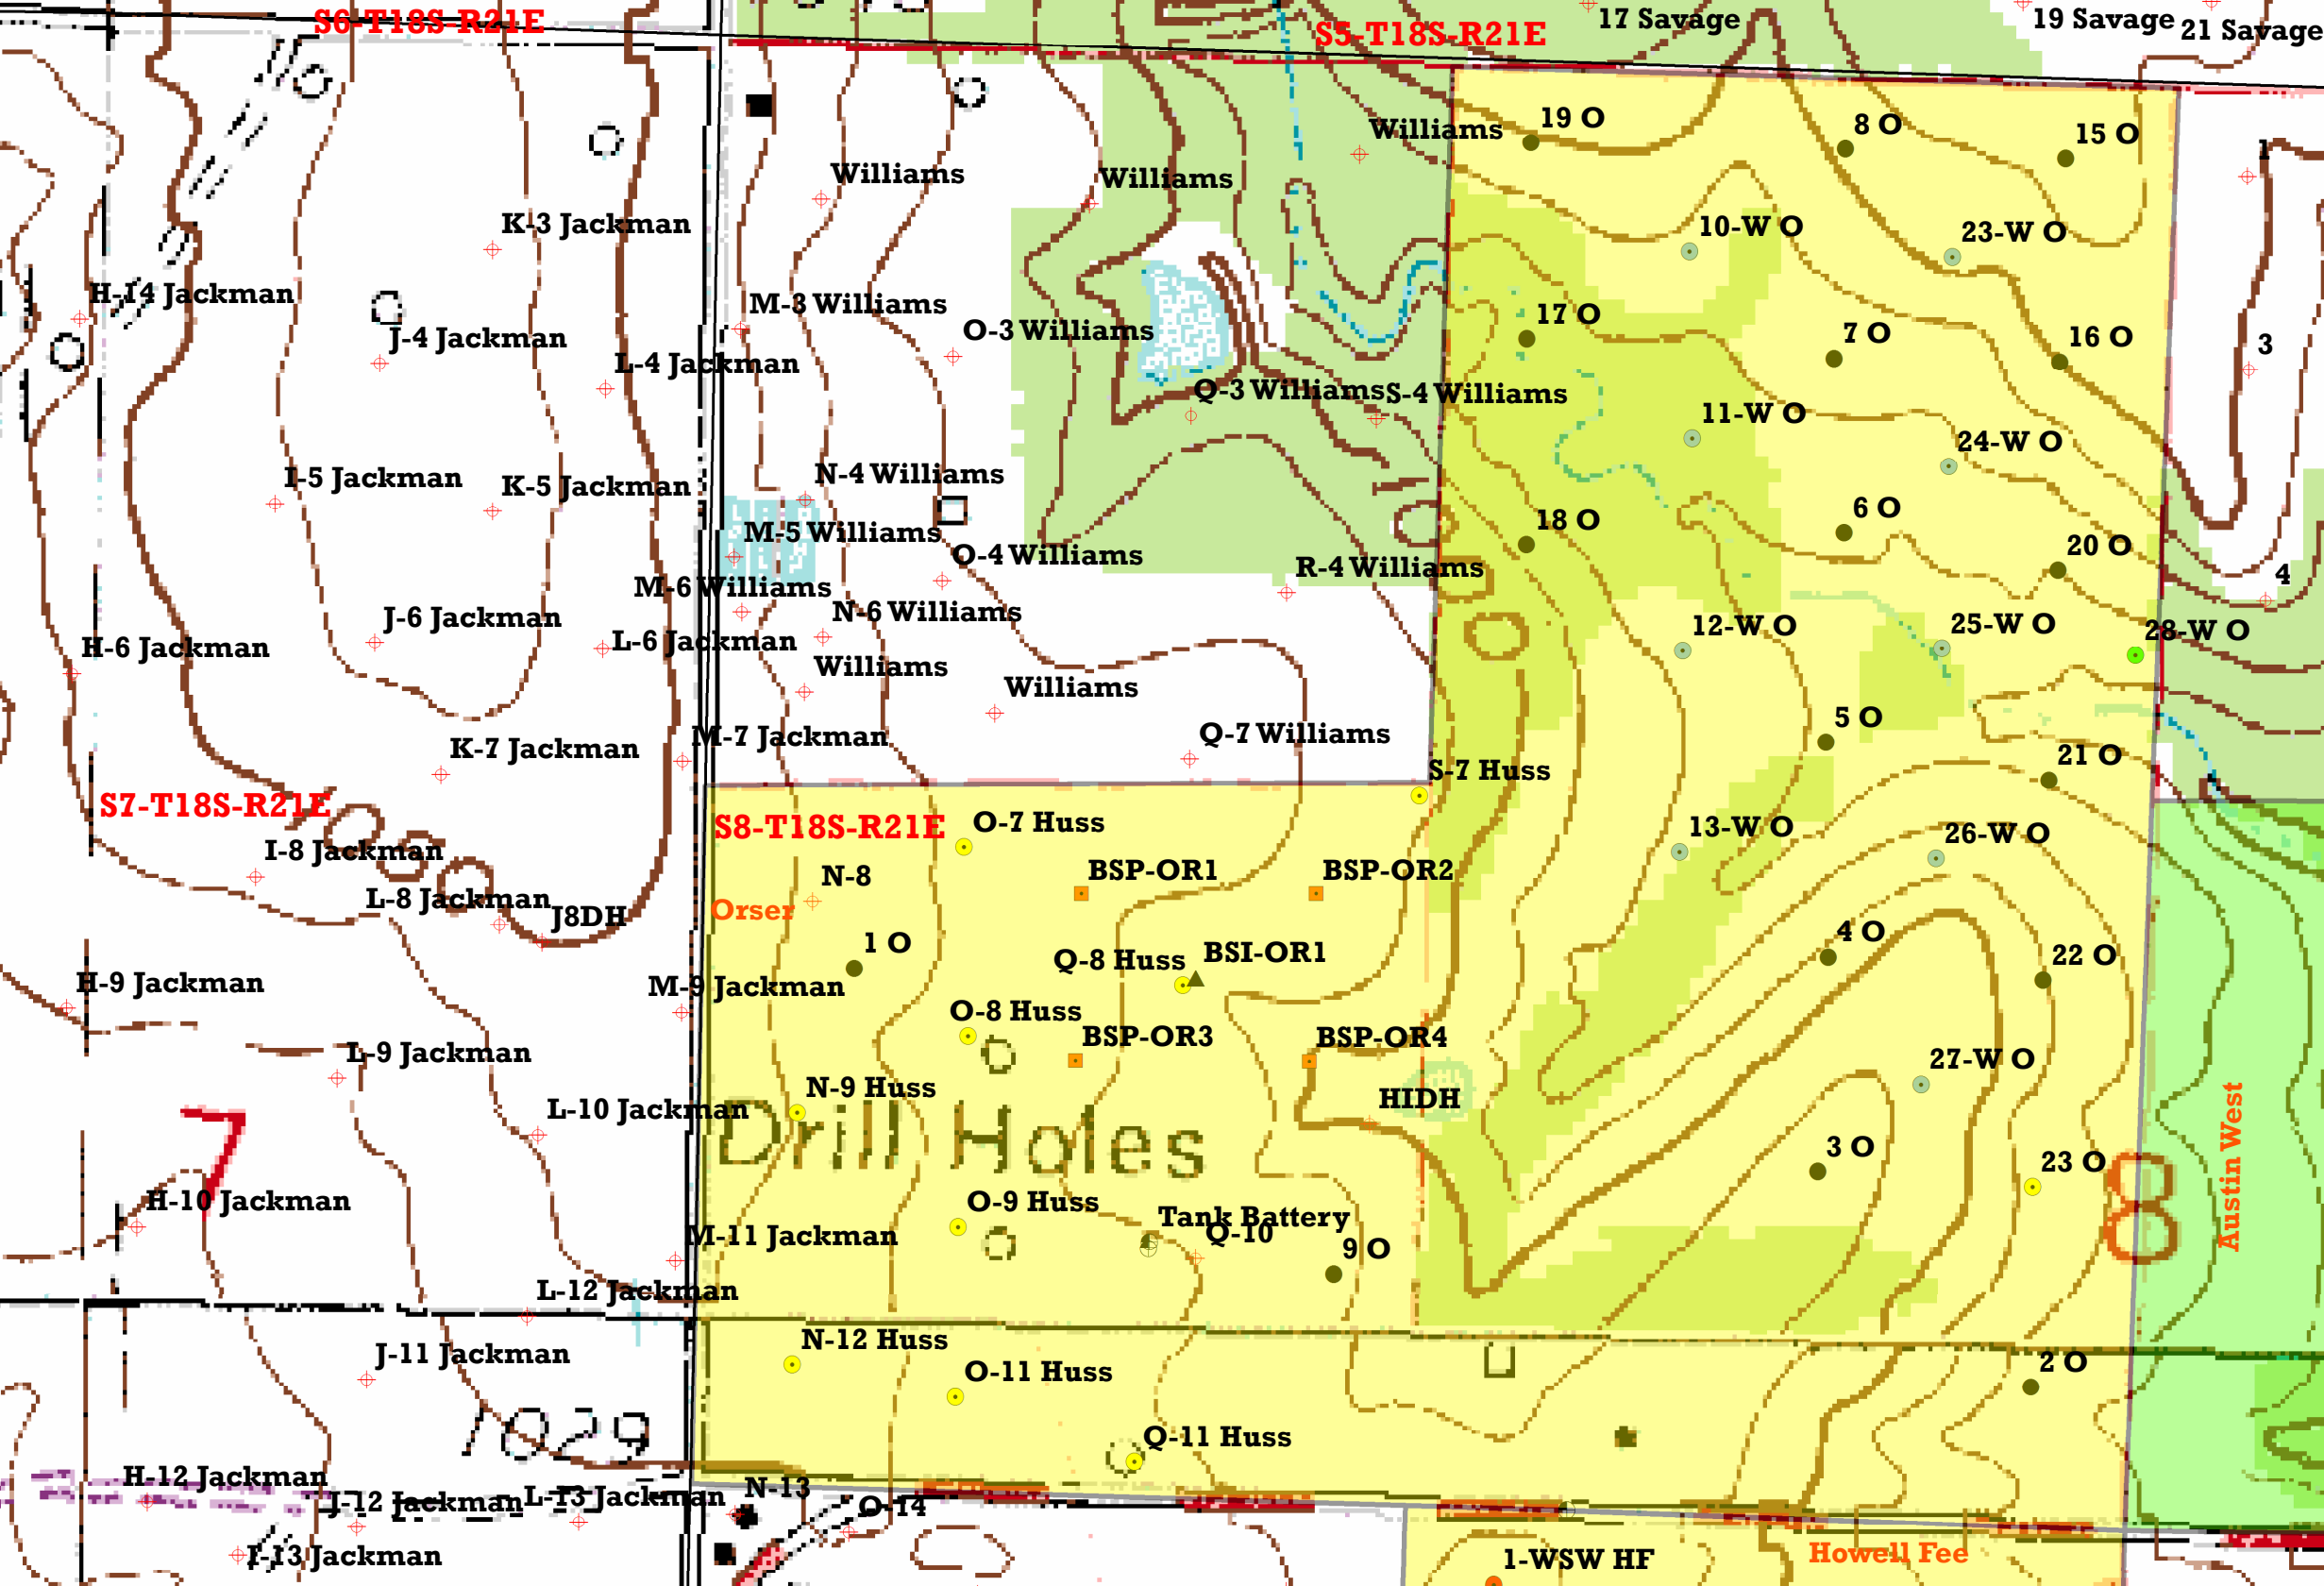 S6-T18S-R21E
17 Savage
19 Savage
21 Savage
S5-T18S-R21E
110
19 O
8 O
15 O
Williams
1
Williams
Williams
K-3 Jackman
10-W O
23-W O
H-14 Jackman
M-3 Williams
17 O
O-3 Williams
7 O
16 O
J-4 Jackman
3
L-4 Jackman
Q-3 Williams
S-4 Williams
11-W O
24-W O
I-5 Jackman
N-4 Williams
K-5 Jackman
6 O
18 O
M-5 Williams
20 O
O-4 Williams
R-4 Williams
4
M-6 Williams
J-6 Jackman
N-6 Williams
12-W O
25-W O
28-W O
H-6 Jackman
L-6 Jackman
Williams
Williams
5 O
K-7 Jackman
M-7 Jackman
Q-7 Williams
21 O
S-7 Huss
S7-T18S-R21E
1050
O-7 Huss
S8-T18S-R21E
13-W O
26-W O
I-8 Jackman
N-8
BSP-OR1
BSP-OR2
L-8 Jackman
J8DH
Orser
4 O
1 O
Q-8 Huss
BSI-OR1
22 O
H-9 Jackman
M-9 Jackman
O-8 Huss
L-9 Jackman
BSP-OR3
BSP-OR4
27-W O
N-9 Huss
HIDH
L-10 Jackman
Drill Holes
7
3 O
23 O
Austin West
8
H-10 Jackman
O-9 Huss
Tank Battery
M-11 Jackman
Q-10
9 O
L-12 Jackman
N-12 Huss
J-11 Jackman
O-11 Huss
2 O
1029
Q-11 Huss
H-12 Jackman
J-12 Jackman
L-13 Jackman
N-13
O-14
I-13 Jackman
1-WSW HF
Howell Fee